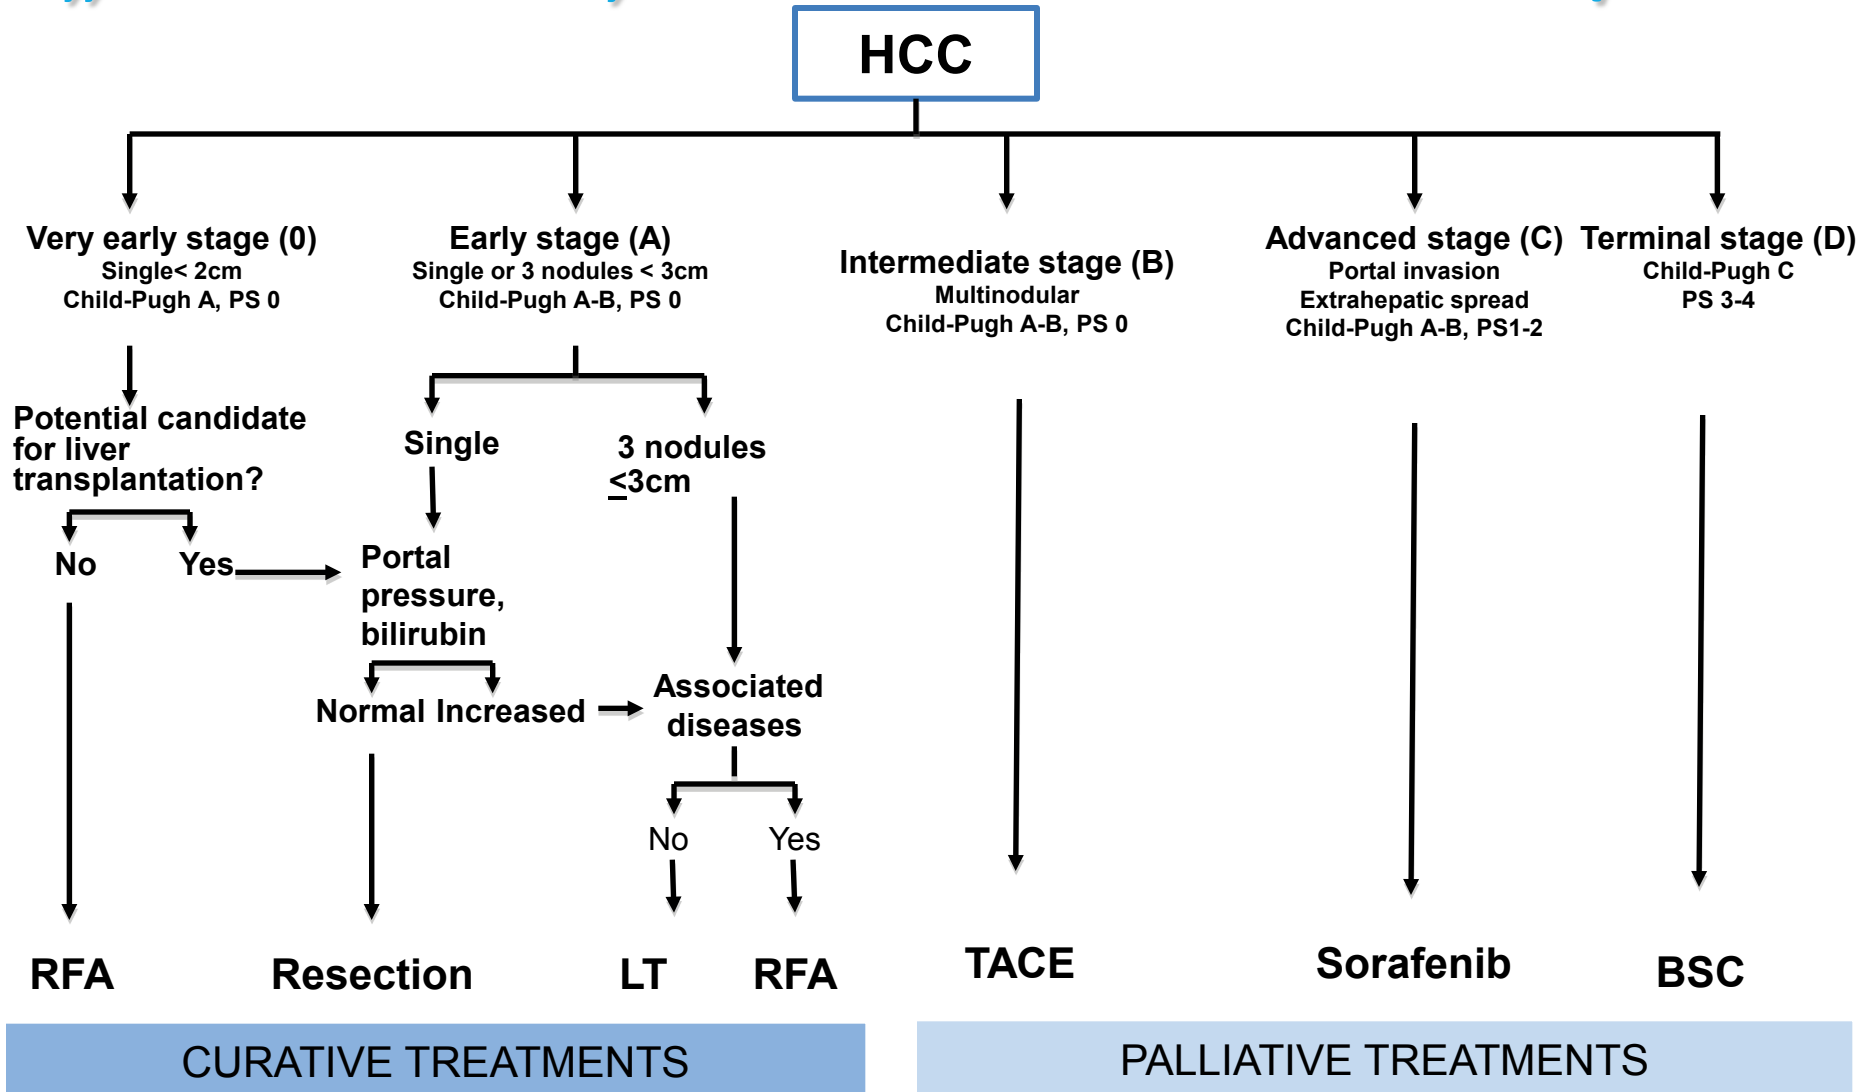 HCC
Very early stage (0)
Single< 2cm
Child-Pugh A, PS 0
Early stage (A)
Single or 3 nodules < 3cm
Child-Pugh A-B, PS 0
Intermediate stage (B)
Multinodular
Child-Pugh A-B, PS 0
Advanced stage (C)
Portal invasion
Extrahepatic spread
Child-Pugh A-B, PS1-2
Terminal stage (D)
Child-Pugh C
PS 3-4
Potential candidate
for liver
transplantation?
No
Yes
Single
3 nodules
≤3cm
Portal
pressure,
bilirubin
Normal
Increased
Associated
diseases
No
Yes
RFA
Resection
LT
RFA
TACE
Sorafenib
BSC
CURATIVE TREATMENTS
PALLIATIVE TREATMENTS